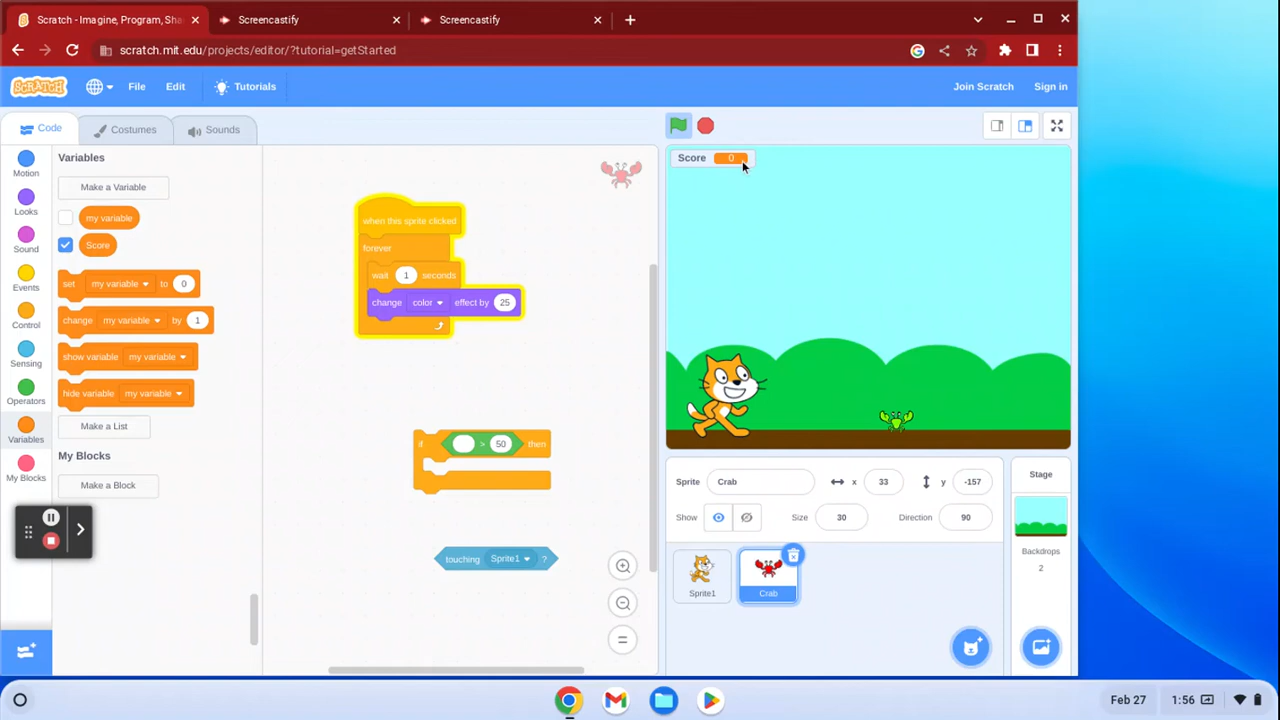 Scratch - Imagine, Program, Sha
Screencastify
Screencastify
scratch.mit.edu/projects/editor/?tutorial=getStarted
SCRATCH
File
Edit
Tutorials
Join Scratch
Sign in
Code
Costumes
Sounds
Motion
Looks
Sound
Events
Control
Sensing
Operators
Variables
My Blocks
Variables
Make a Variable
my variable
Score
set my variable to 0
change my variable by 1
show variable my variable
hide variable my variable
Make a List
My Blocks
Make a Block
when this sprite clicked
forever
wait 1 seconds
change color effect by 25
if > 50 then
touching Sprite1 ?
Score 0
Sprite Crab x 33 y -157
Show Size 30 Direction 90
Sprite1
Crab
Stage
Backdrops
2
Feb 27 1:56